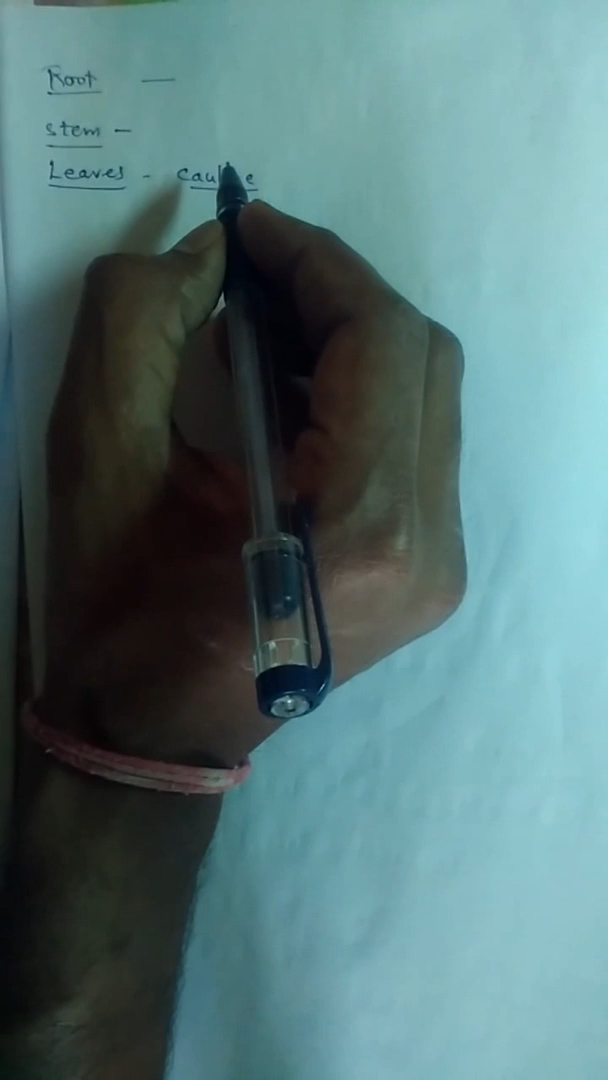 Root —
stem -
Leaves -